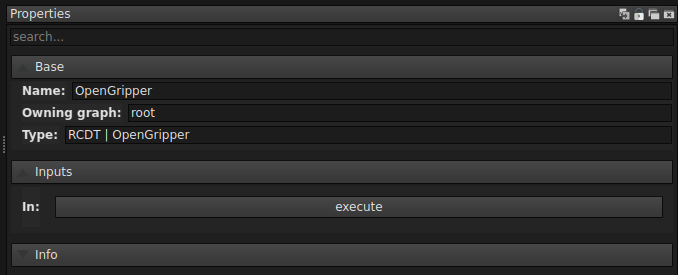 Properties
search...
Base
Name: OpenGripper
Owning graph: root
Type: RCDT | OpenGripper
Inputs
In: execute
Info